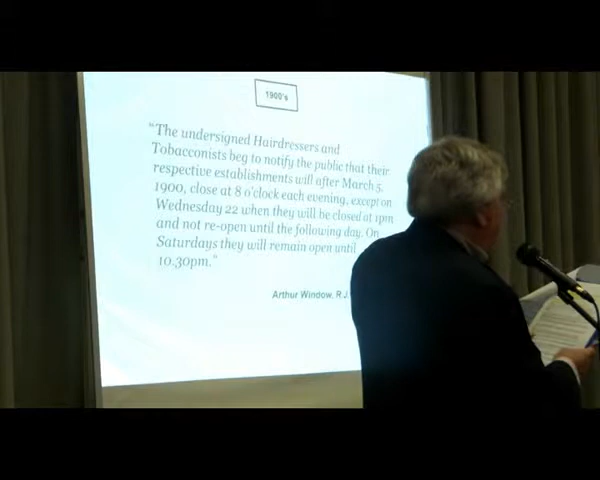 1900's
"The undersigned Hairdressers and
Tobacconists beg to notify the public that their
respective establishments will after March 5,
1900, close at 8 o'clock each evening, except on
Wednesday 22 when they will be closed at 1pm
and not re-open until the following day. On
Saturdays they will remain open until
10.30pm."
Arthur Window, R.J.